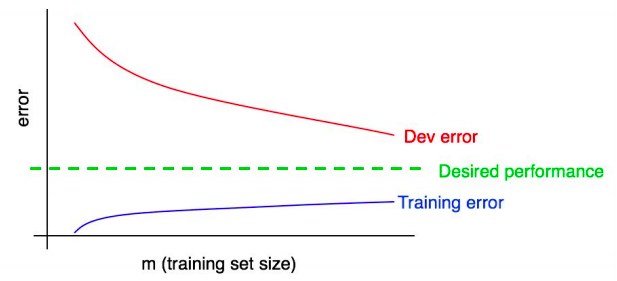 error
Dev error
Desired performance
Training error
m (training set size)